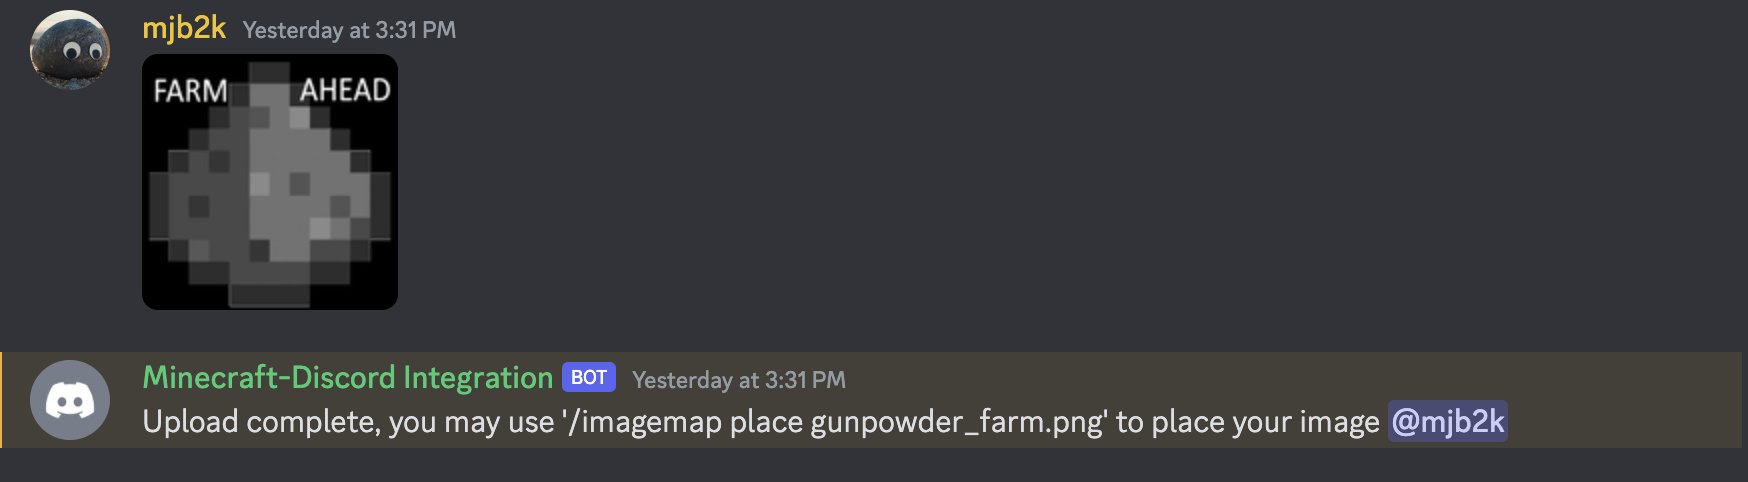 mjb2k Yesterday at 3:31 PM
FARM AHEAD
Minecraft-Discord Integration BOT Yesterday at 3:31 PM
Upload complete, you may use '/imagemap place gunpowder_farm.png' to place your image @mjb2k